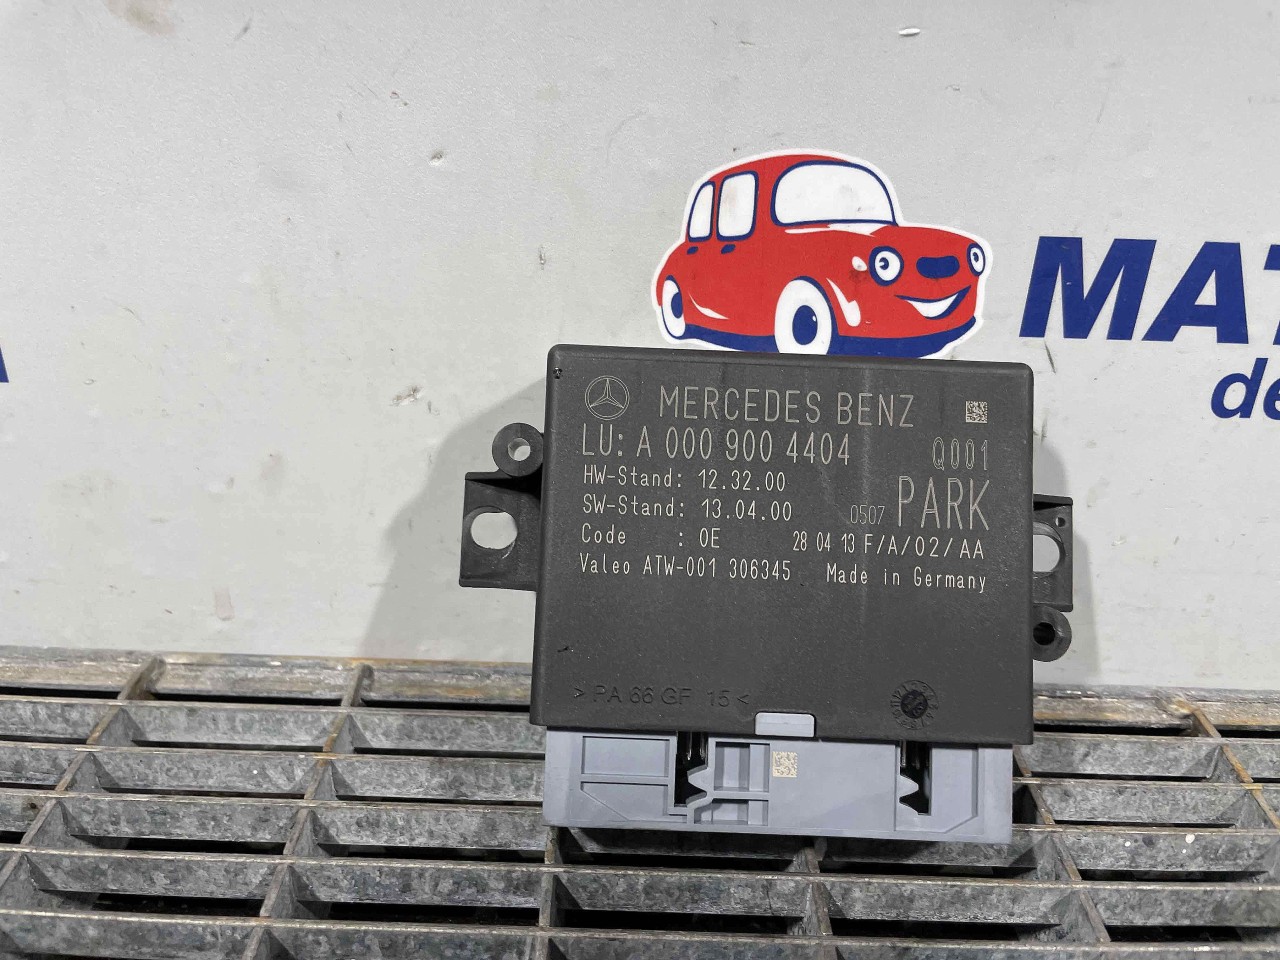 MAT
de
MERCEDES BENZ
LU: A 000 900 4404 Q001
HW-Stand: 12.32.00
SW-Stand: 13.04.00 0507 PARK
Code : 0E 28 04 13 F/A/02/AA
Valeo ATW-001 306345 Made in Germany
>PA 66 GF 15<